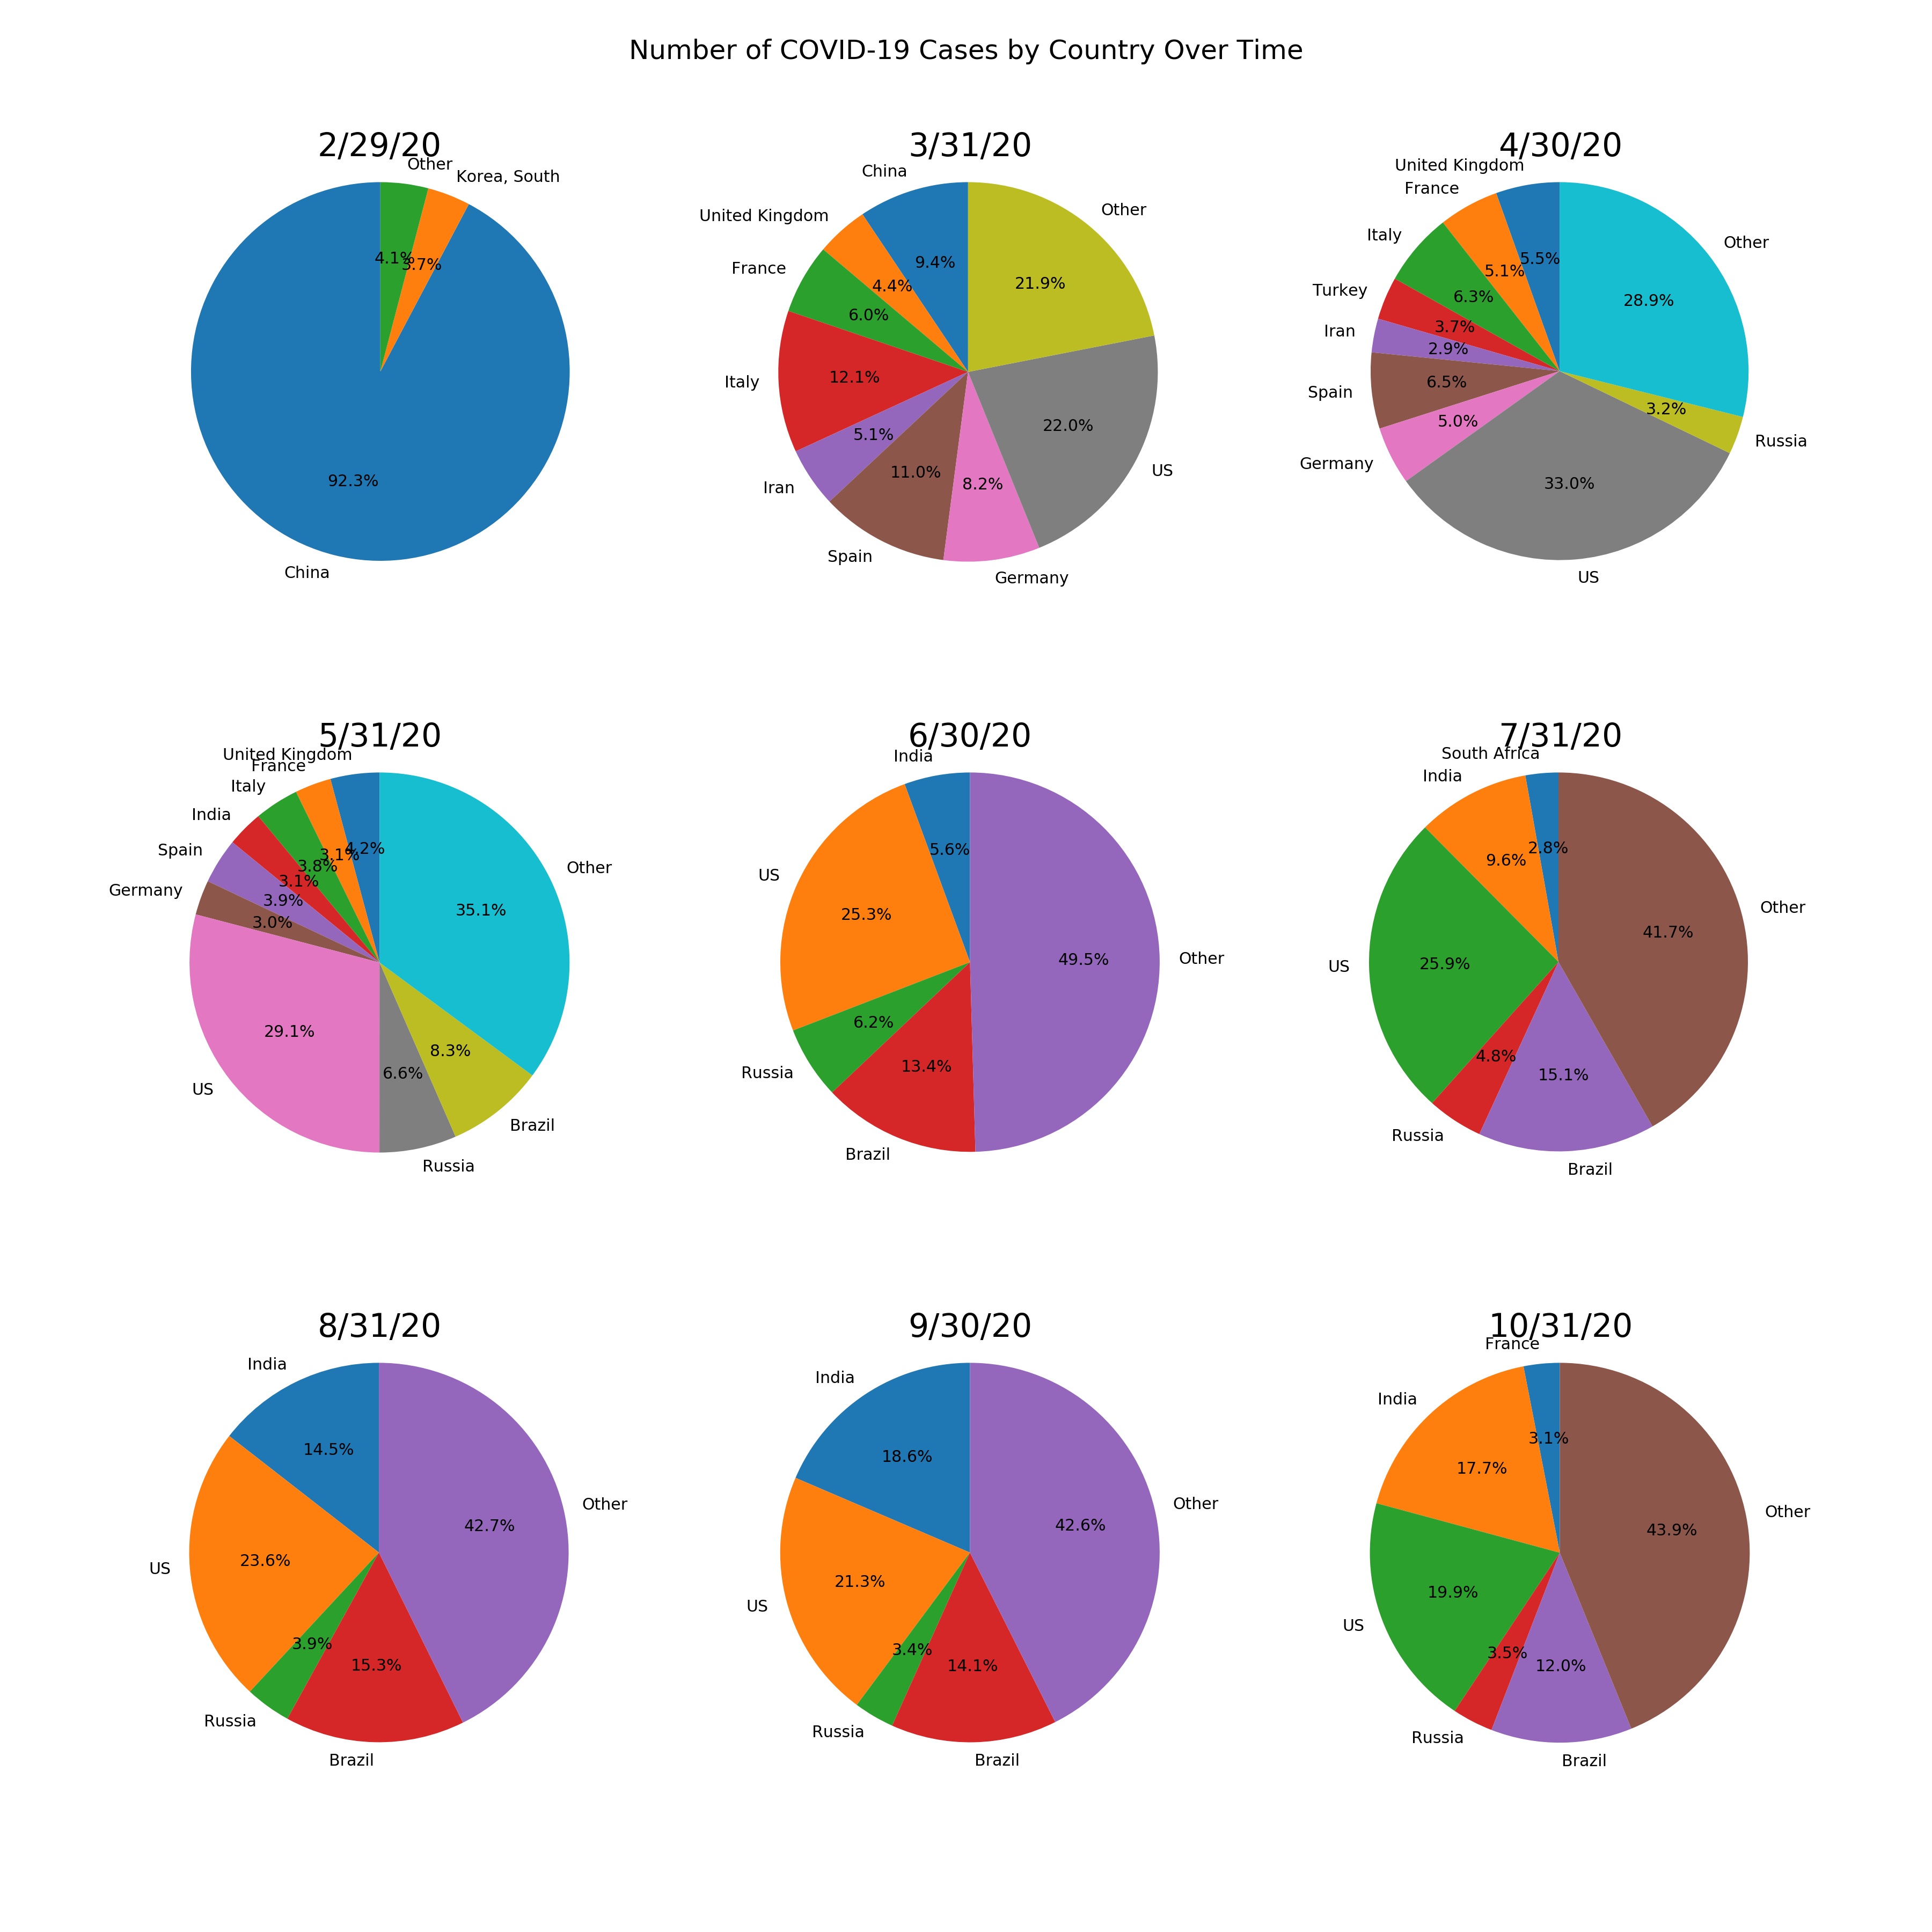 Number of COVID-19 Cases by Country Over Time
2/29/20
Other
Korea, South
4.1%
3.7%
92.3%
China
3/31/20
China
United Kingdom
Other
France
9.4%
4.4%
21.9%
6.0%
Italy
12.1%
22.0%
5.1%
US
Iran
11.0%
8.2%
Spain
Germany
4/30/20
United Kingdom
France
Italy
Other
Turkey
5.5%
5.1%
6.3%
28.9%
Iran
3.7%
2.9%
Spain
6.5%
3.2%
5.0%
Russia
Germany
33.0%
US
5/31/20
United Kingdom
France
Italy
India
Spain
Germany
4.2%
3.1%
3.8%
3.1%
3.9%
3.0%
Other
35.1%
29.1%
8.3%
6.6%
US
Brazil
Russia
6/30/20
India
5.6%
US
25.3%
49.5%
Other
6.2%
13.4%
Russia
Brazil
7/31/20
South Africa
India
9.6%
2.8%
Other
41.7%
US
25.9%
4.8%
15.1%
Russia
Brazil
8/31/20
India
14.5%
Other
42.7%
US
23.6%
3.9%
15.3%
Russia
Brazil
9/30/20
India
18.6%
Other
42.6%
21.3%
US
3.4%
14.1%
Russia
Brazil
10/31/20
France
India
3.1%
17.7%
Other
43.9%
19.9%
US
3.5%
12.0%
Russia
Brazil